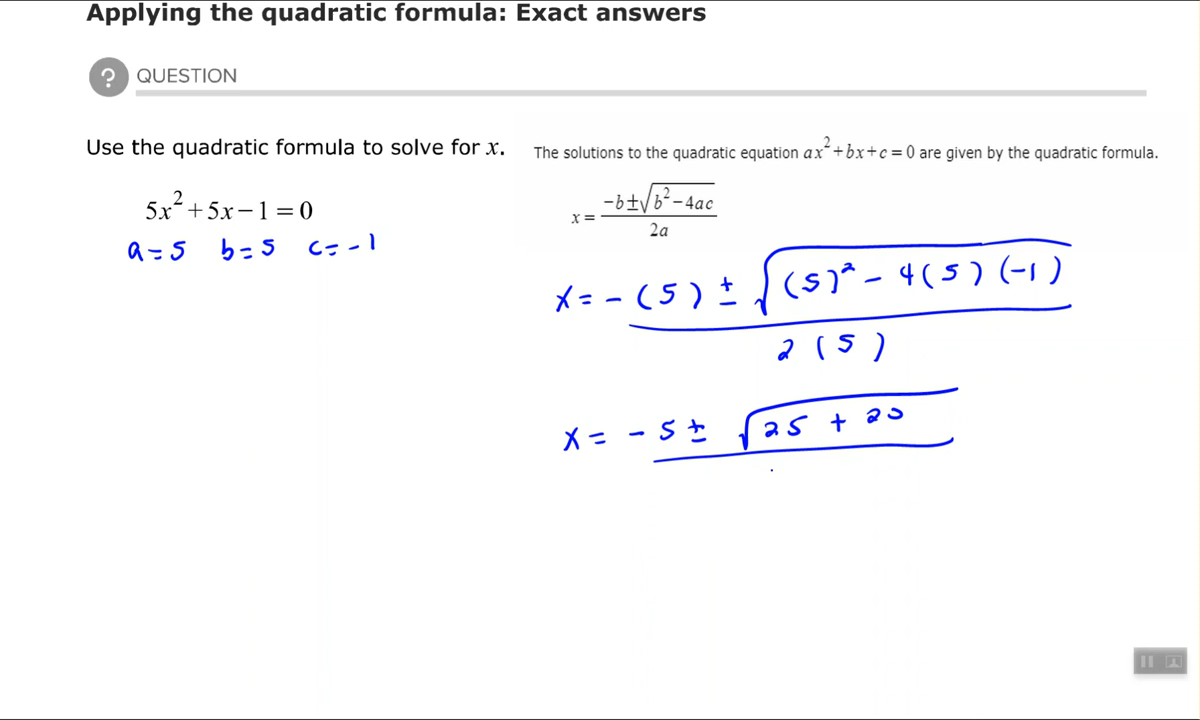 Applying the quadratic formula: Exact answers
? QUESTION
Use the quadratic formula to solve for x.
5x² + 5x − 1 = 0
a = 5 b = 5 c = -1
The solutions to the quadratic equation ax² + bx + c = 0 are given by the quadratic formula.
x = (-b ± √(b² − 4ac)) / 2a
x = -(5) ± √((5)² - 4(5)(-1)) / 2(5)
x = -5 ± √(25 + 20)